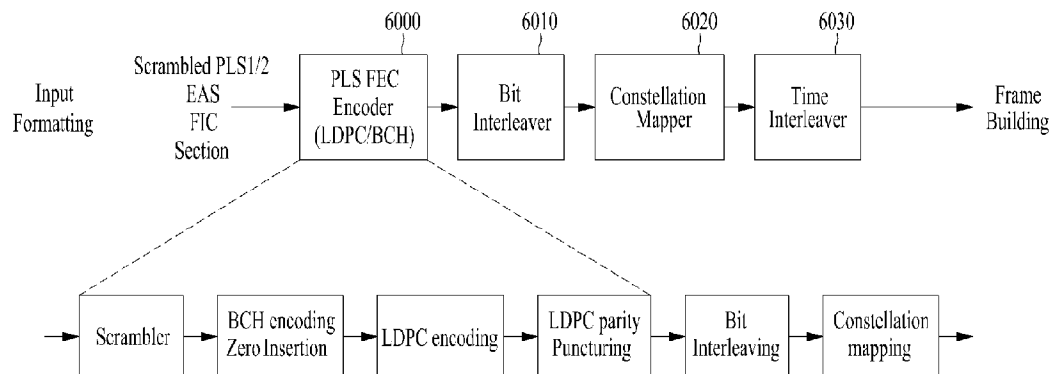 6000
6010
6020
6030
Input
Formatting
Scrambled PLS1/2
EAS
FIC
Section
PLS FEC
Encoder
(LDPC/BCH)
Bit
Interleaver
Constellation
Mapper
Time
Interleaver
Frame
Building
Scrambler
BCH encoding
Zero Insertion
LDPC encoding
LDPC parity
Puncturing
Bit
Interleaving
Constellation
mapping